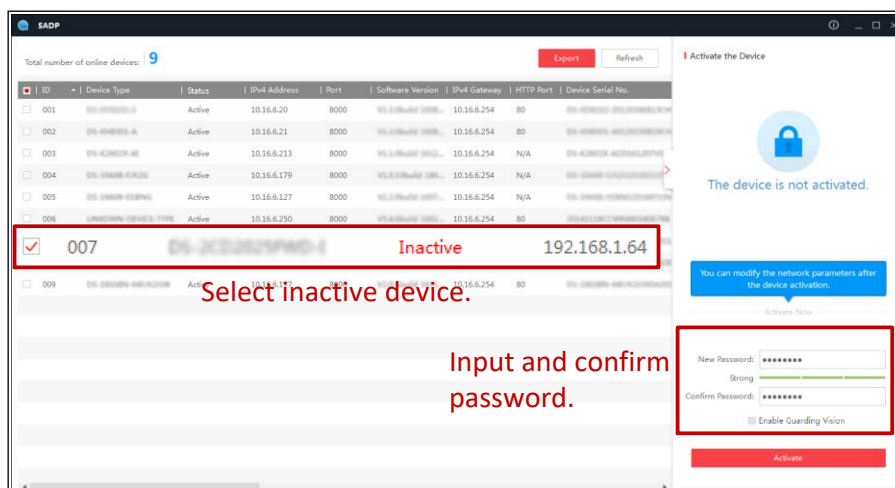 SADP
Total number of online devices: 9
Export
Refresh
ID Device Type Status IPv4 Address Port Software Version IPv4 Gateway HTTP Port Device Serial No.
001 Active 10.16.6.20 8000 10.16.6.254 80
002 Active 10.16.6.21 8000 10.16.6.254 80
003 Active 10.16.6.213 8000 10.16.6.254 N/A
004 Active 10.16.6.179 8000 10.16.6.254 N/A
005 Active 10.16.6.127 8000 10.16.6.254 N/A
006 UNKNOWN-DEVICE-TYPE Active 10.16.6.250 8000 10.16.6.254 80
007 Inactive 192.168.1.64
009 Active 8000 10.16.6.254 80
Select inactive device.
Input and confirm
password.
Activate the Device
The device is not activated.
You can modify the network parameters after
the device activation.
Activate Now
New Password:
Strong
Confirm Password:
Enable Guarding Vision
Activate